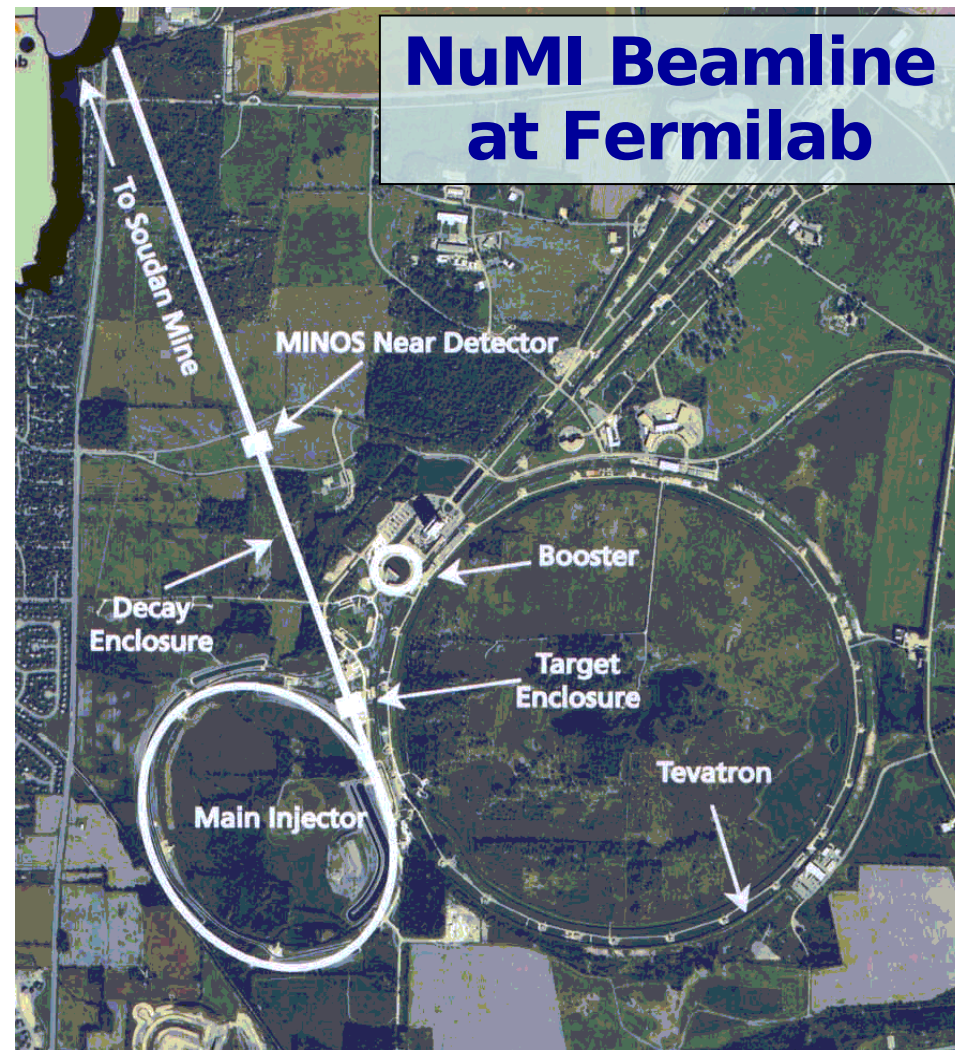 NuMI Beamline
at Fermilab
To Soudan Mine
MINOS Near Detector
Booster
Decay
Enclosure
Target
Enclosure
Tevatron
Main Injector